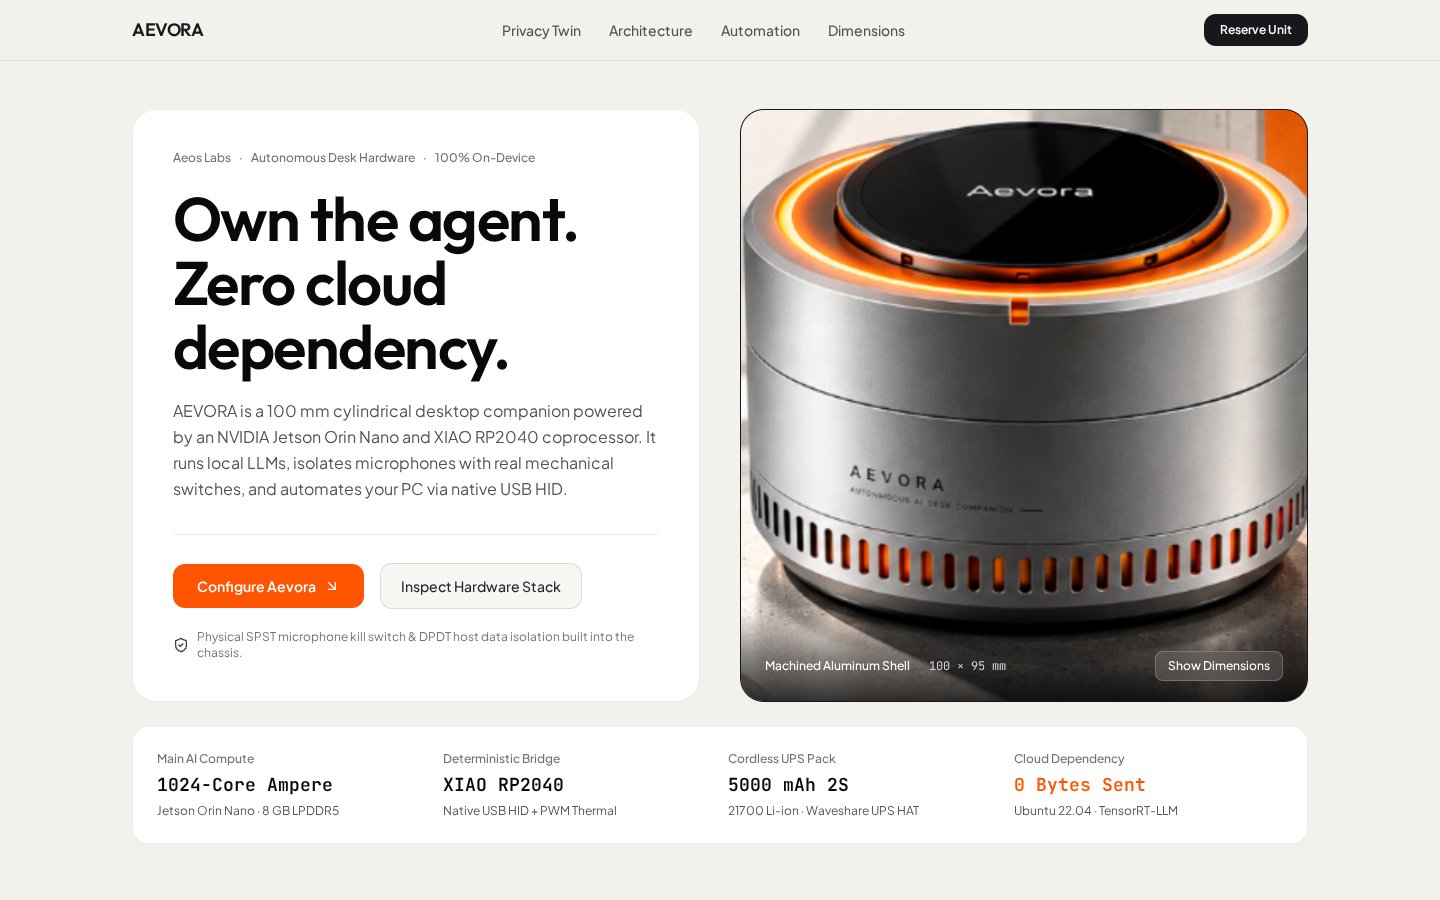 AEVORA
Privacy Twin
Architecture
Automation
Dimensions
Reserve Unit
Aeos Labs · Autonomous Desk Hardware · 100% On-Device
Own the agent.
Zero cloud
dependency.
AEVORA is a 100 mm cylindrical desktop companion powered
by an NVIDIA Jetson Orin Nano and XIAO RP2040 coprocessor. It
runs local LLMs, isolates microphones with real mechanical
switches, and automates your PC via native USB HID.
Configure Aevora
Inspect Hardware Stack
Physical SPST microphone kill switch & DPDT host data isolation built into the
chassis.
Aevora
AEVORA
AUTONOMOUS AI DESK COMPANION
Machined Aluminum Shell · 100 × 95 mm
Show Dimensions
Main AI Compute
1024-Core Ampere
Jetson Orin Nano · 8 GB LPDDR5
Deterministic Bridge
XIAO RP2040
Native USB HID + PWM Thermal
Cordless UPS Pack
5000 mAh 2S
21700 Li-ion · Waveshare UPS HAT
Cloud Dependency
0 Bytes Sent
Ubuntu 22.04 · TensorRT-LLM